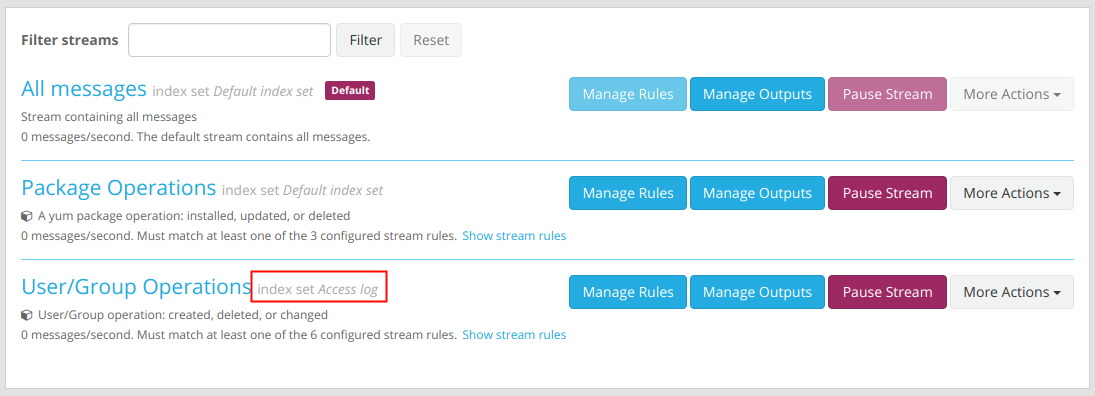 Filter streams Filter Reset
All messages index set Default index set Default Manage Rules Manage Outputs Pause Stream More Actions
Stream containing all messages
0 messages/second. The default stream contains all messages.
Package Operations index set Default index set Manage Rules Manage Outputs Pause Stream More Actions
A yum package operation: installed, updated, or deleted
0 messages/second. Must match at least one of the 3 configured stream rules. Show stream rules
User/Group Operations index set Access log Manage Rules Manage Outputs Pause Stream More Actions
User/Group operation: created, deleted, or changed
0 messages/second. Must match at least one of the 6 configured stream rules. Show stream rules